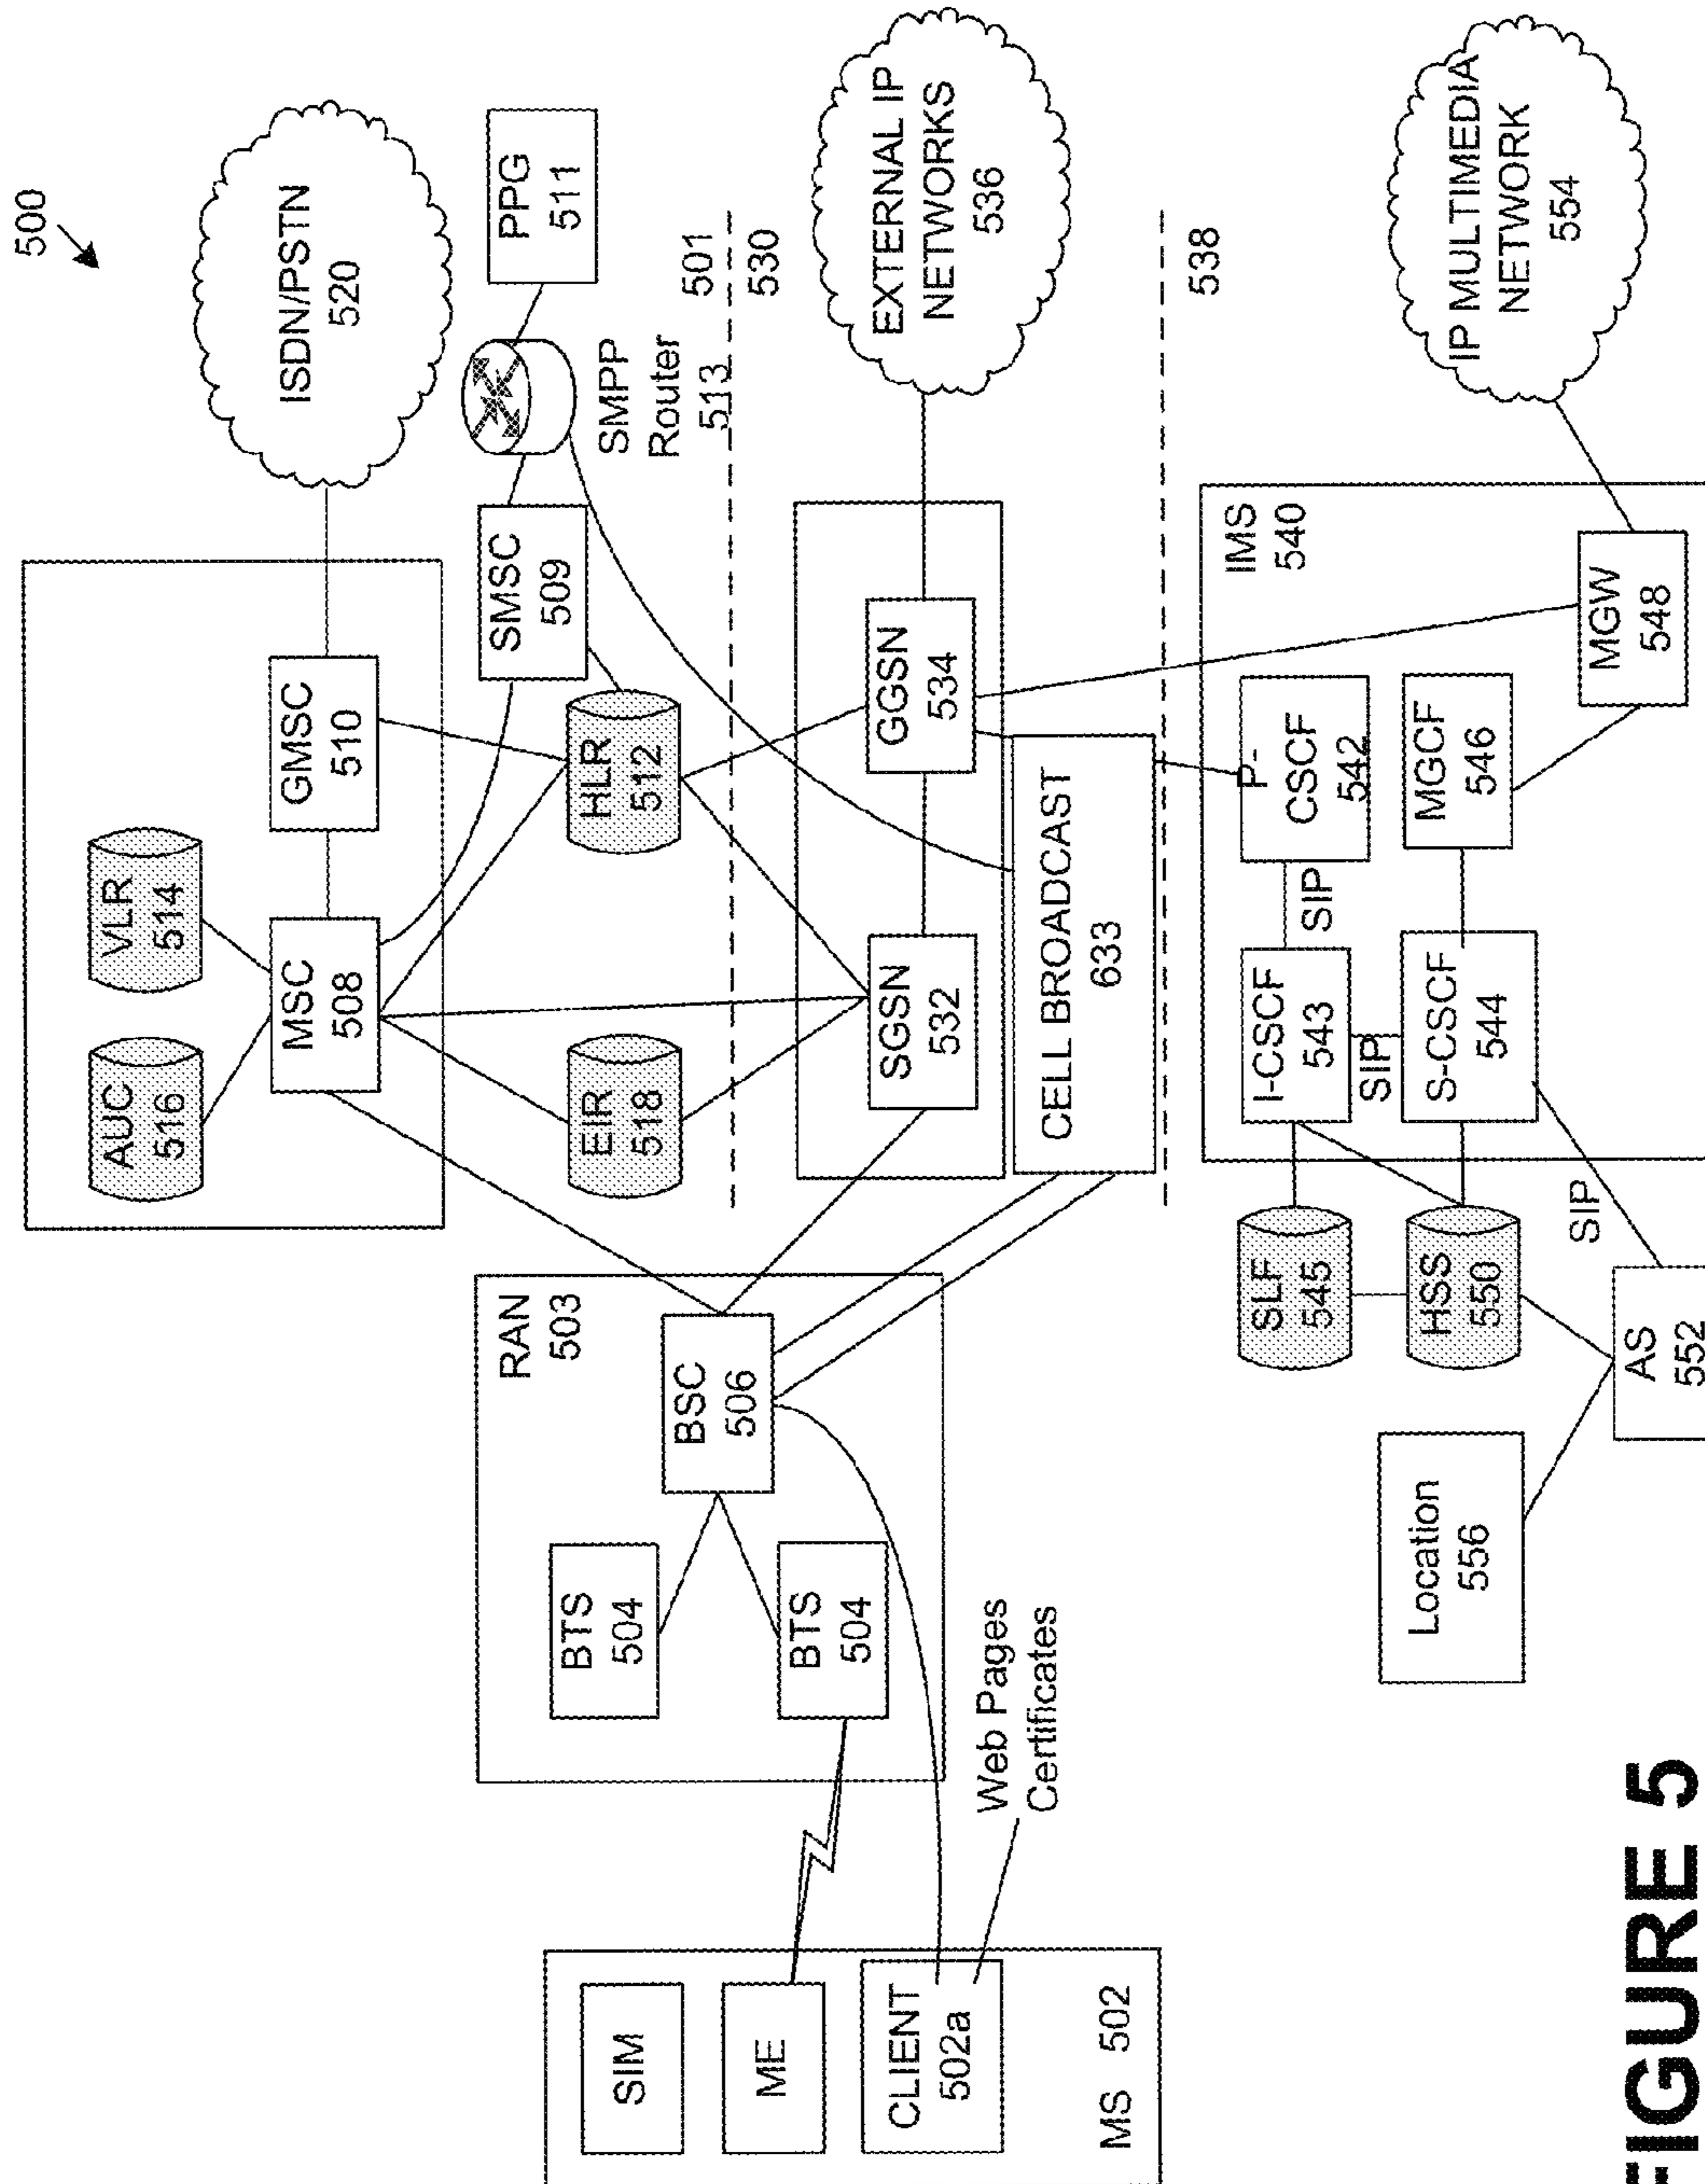 500
AUC
516
VLR
514
MSC
508
GMSC
510
ISDN/PSTN
520
SMSC
509
PPG
511
SMPP
Router
513
EIR
518
HLR
512
501
530
RAN
503
BTS
504
BTS
504
BSC
506
SIM
ME
CLIENT
502a
MS 502
Web Pages
Certificates
SGSN
532
GGSN
534
EXTERNAL IP
NETWORKS
536
CELL BROADCAST
633
538
IMS
540
I-CSCF
543
SIP
P-
CSCF
542
SIP
S-CSCF
544
MGCF
546
MGW
548
IP MULTIMEDIA
NETWORK
554
SLF
545
HSS
550
SIP
AS
552
Location
556
FIGURE 5